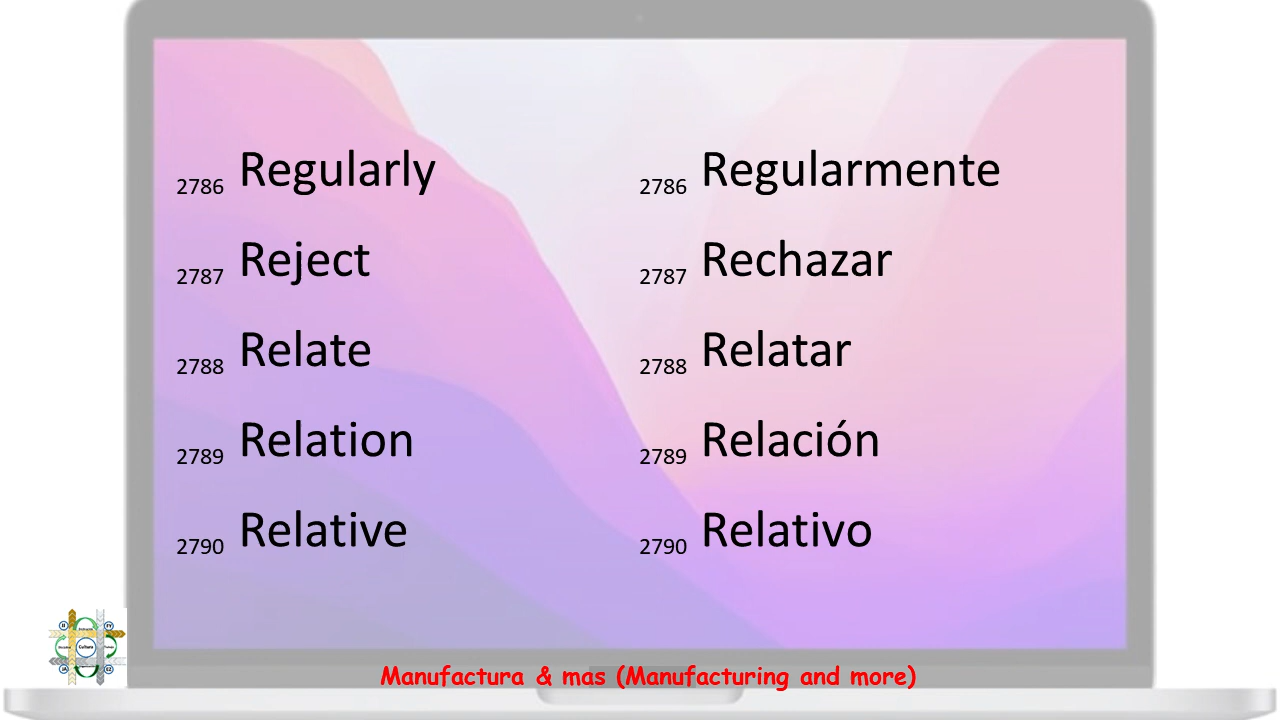 2786 Regularly
2787 Reject
2788 Relate
2789 Relation
2790 Relative
2786 Regularmente
2787 Rechazar
2788 Relatar
2789 Relación
2790 Relativo
Cultura
Manufactura & mas (Manufacturing and more)